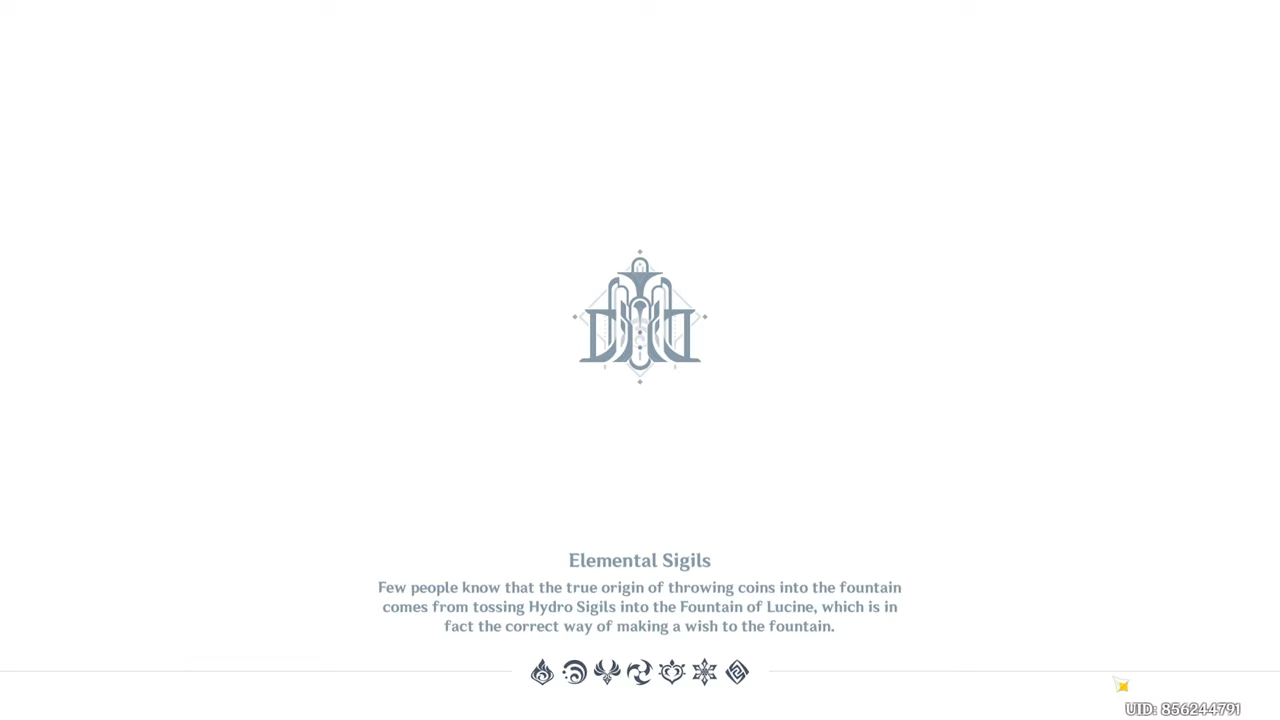 Elemental Sigils
Few people know that the true origin of throwing coins into the fountain
comes from tossing Hydro Sigils into the Fountain of Lucine, which is in
fact the correct way of making a wish to the fountain.
UID: 856244791